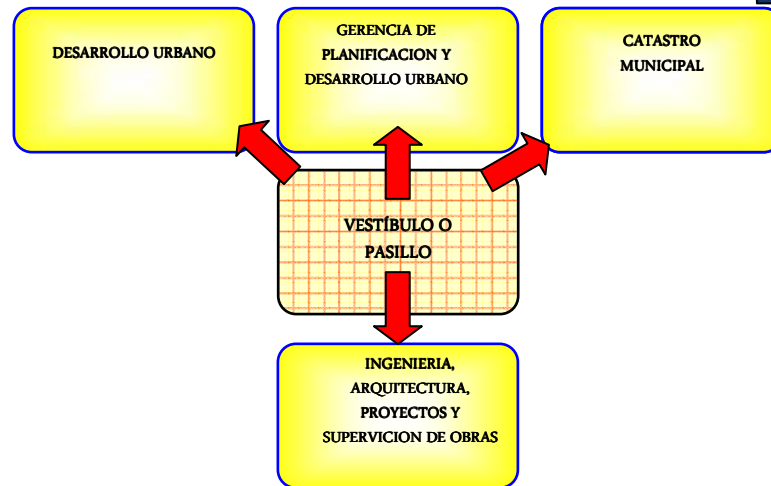 DESARROLLO URBANO
GERENCIA DE
PLANIFICACION Y
DESARROLLO URBANO
CATASTRO
MUNICIPAL
VESTÍBULO O
PASILLO
INGENIERIA,
ARQUITECTURA,
PROYECTOS Y
SUPERVICION DE OBRAS